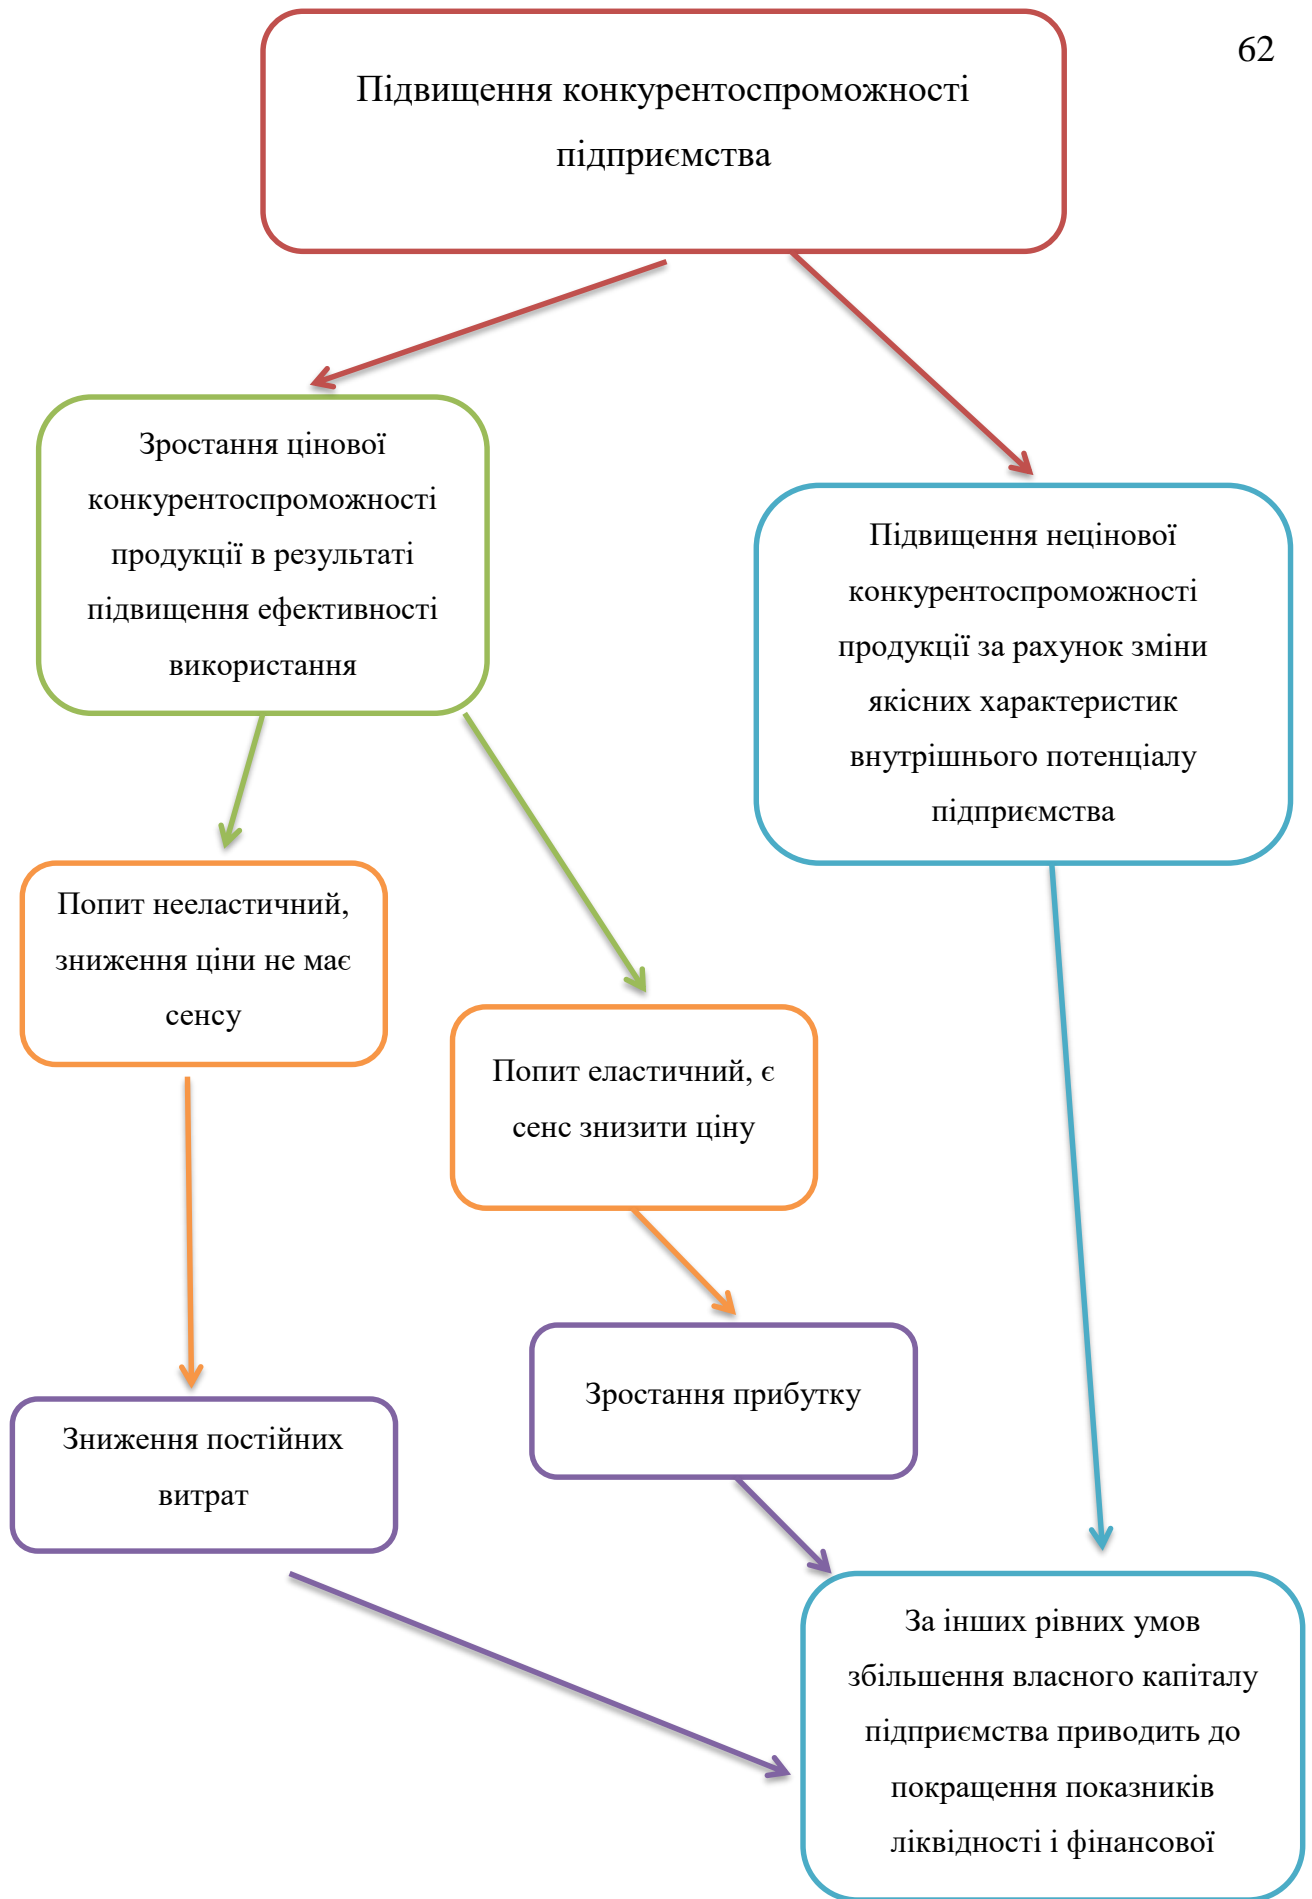 62
Підвищення конкурентоспроможності
підприємства
Зростання цінової
конкурентоспроможності
продукції в результаті
підвищення ефективності
використання
Підвищення нецінової
конкурентоспроможності
продукції за рахунок зміни
якісних характеристик
внутрішнього потенціалу
підприємства
Попит нееластичний,
зниження ціни не має
сенсу
Попит еластичний, є
сенс знизити ціну
Зростання прибутку
Зниження постійних
витрат
За інших рівних умов
збільшення власного капіталу
підприємства приводить до
покращення показників
ліквідності і фінансової